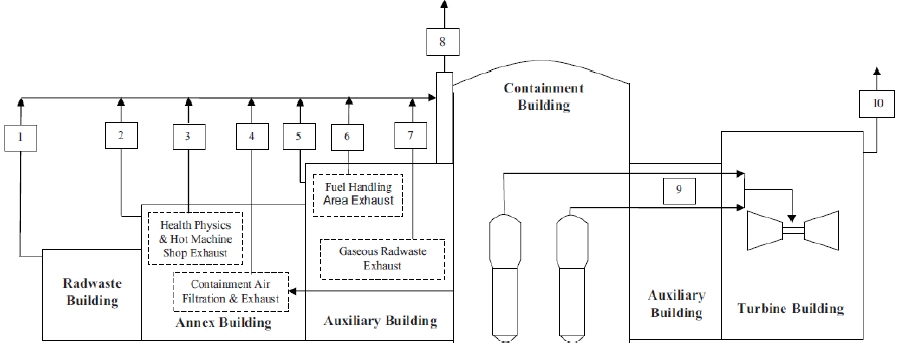 8
Containment
Building
10
1
2
3
4
5
6
7
9
Fuel Handling
Area Exhaust
Health Physics
& Hot Machine
Shop Exhaust
Gaseous Radwaste
Exhaust
Radwaste
Building
Containment Air
Filtration & Exhaust
Annex Building
Auxiliary Building
Auxiliary
Building
Turbine Building